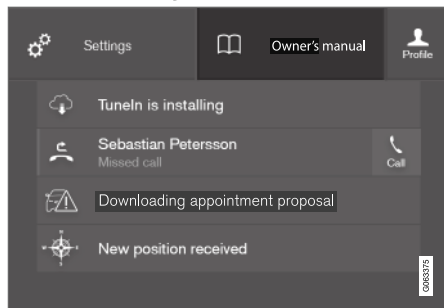 Settings
Owner's manual
Profile
TuneIn is installing
Sebastian Petersson
Missed call
Call
Downloading appointment proposal
New position received
G063375